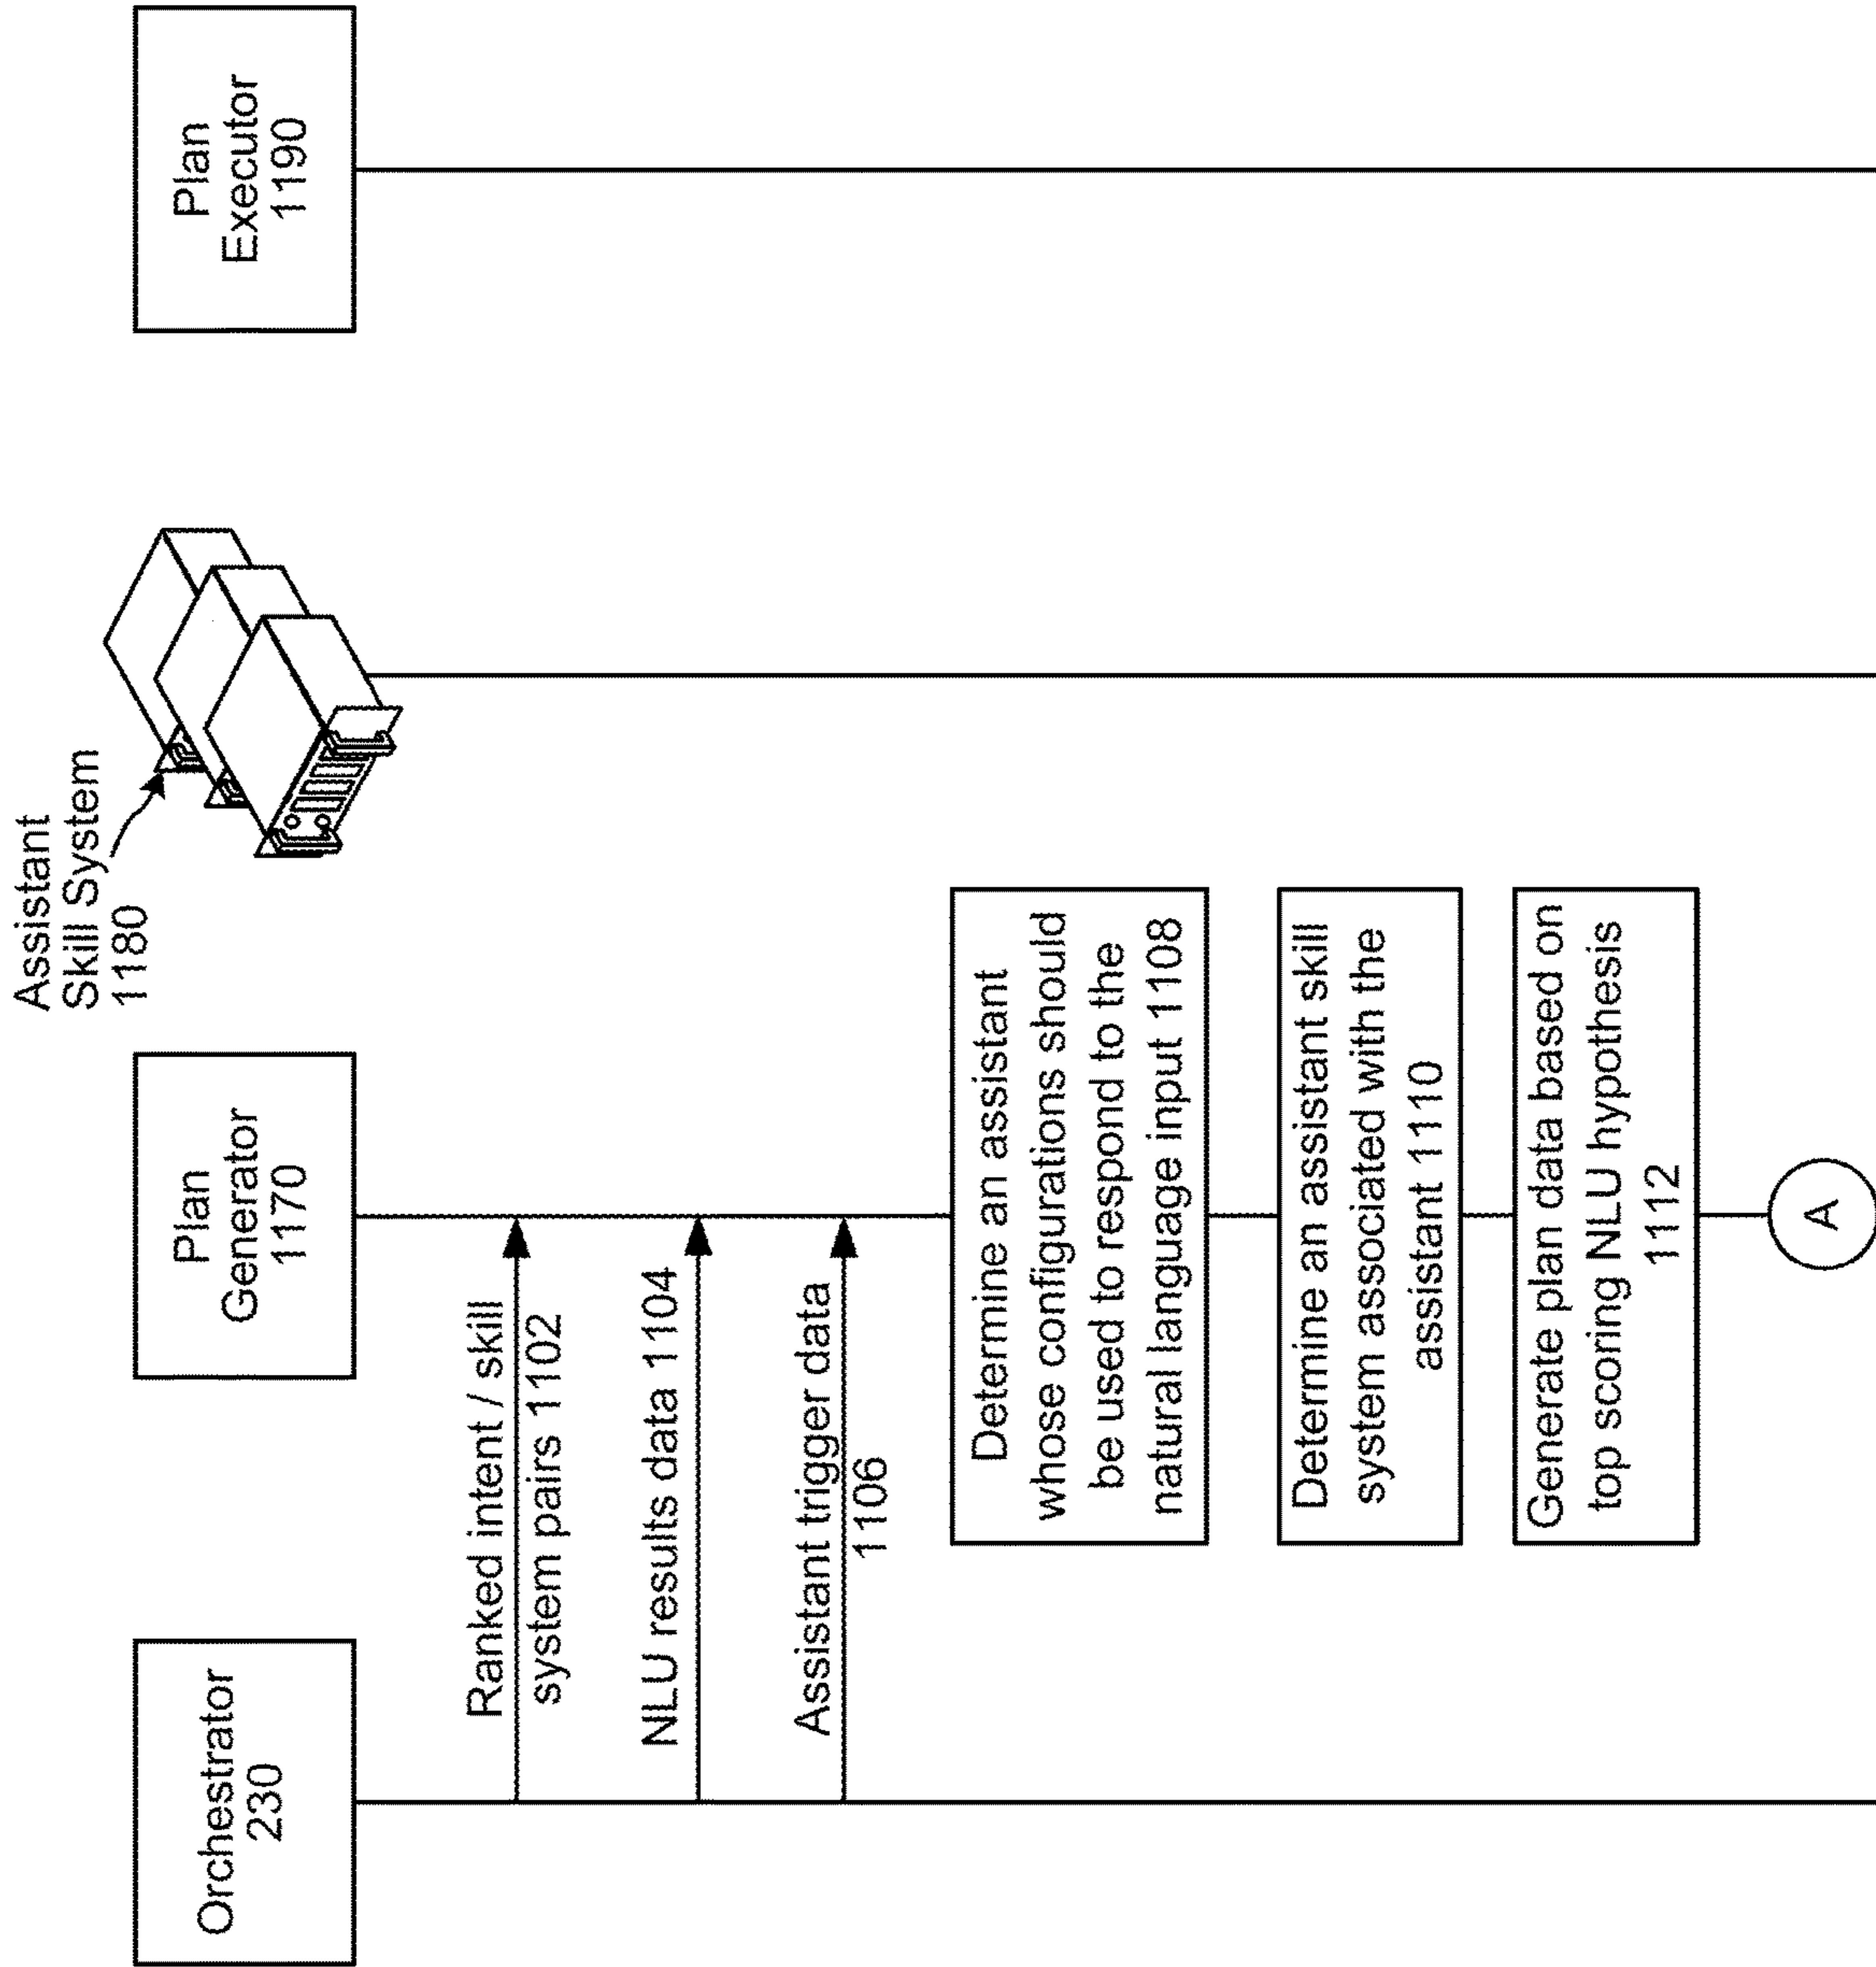 Orchestrator
230
Plan
Generator
1170
Assistant
Skill System
1180
Plan
Executor
1190
Ranked intent / skill
system pairs 1102
NLU results data 1104
Assistant trigger data
1106
Determine an assistant
whose configurations should
be used to respond to the
natural language input 1108
Determine an assistant skill
system associated with the
assistant 1110
Generate plan data based on
top scoring NLU hypothesis
1112
A